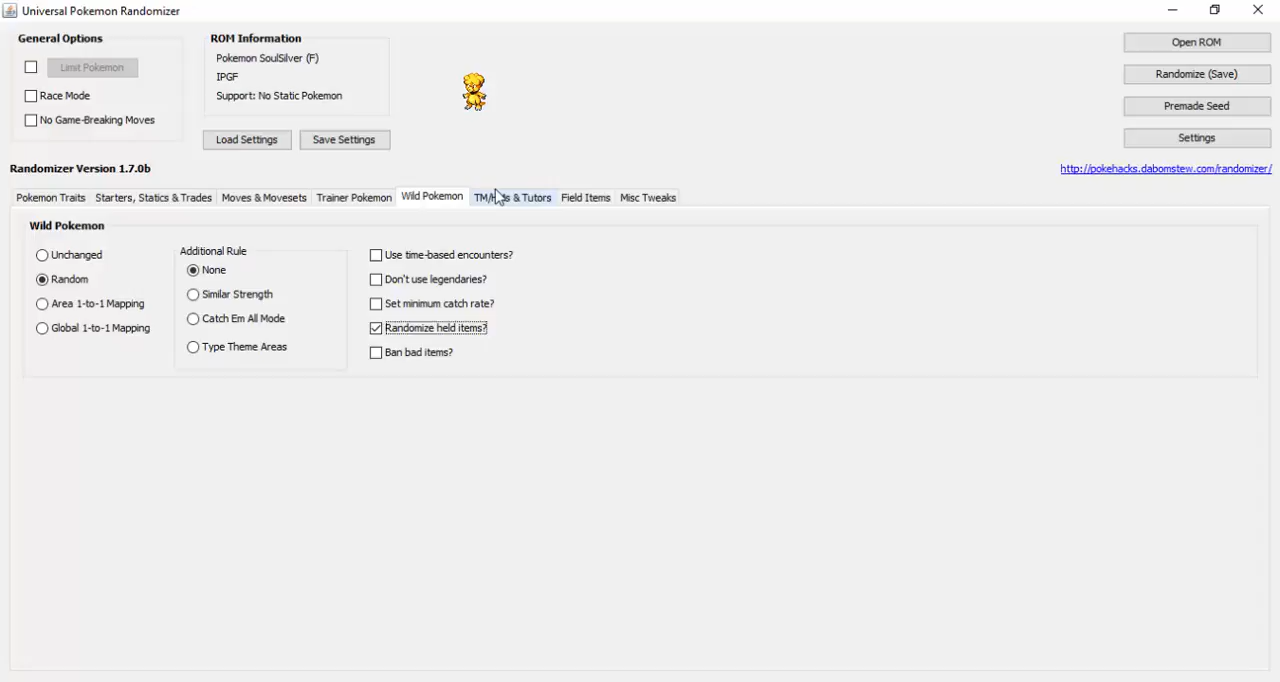 Universal Pokemon Randomizer
General Options
Limit Pokemon
Race Mode
No Game-Breaking Moves
ROM Information
Pokemon SoulSilver (F)
IPGF
Support: No Static Pokemon
Load Settings
Save Settings
Open ROM
Randomize (Save)
Premade Seed
Settings
Randomizer Version 1.7.0b
http://pokehacks.dabomstew.com/randomizer/
Pokemon Traits
Starters, Statics & Trades
Moves & Movesets
Trainer Pokemon
Wild Pokemon
& Tutors
Field Items
Misc Tweaks
Wild Pokemon
Unchanged
Random
Area 1-to-1 Mapping
Global 1-to-1 Mapping
Additional Rule
None
Similar Strength
Catch Em All Mode
Type Theme Areas
Use time-based encounters?
Don't use legendaries?
Set minimum catch rate?
Randomize held items?
Ban bad items?